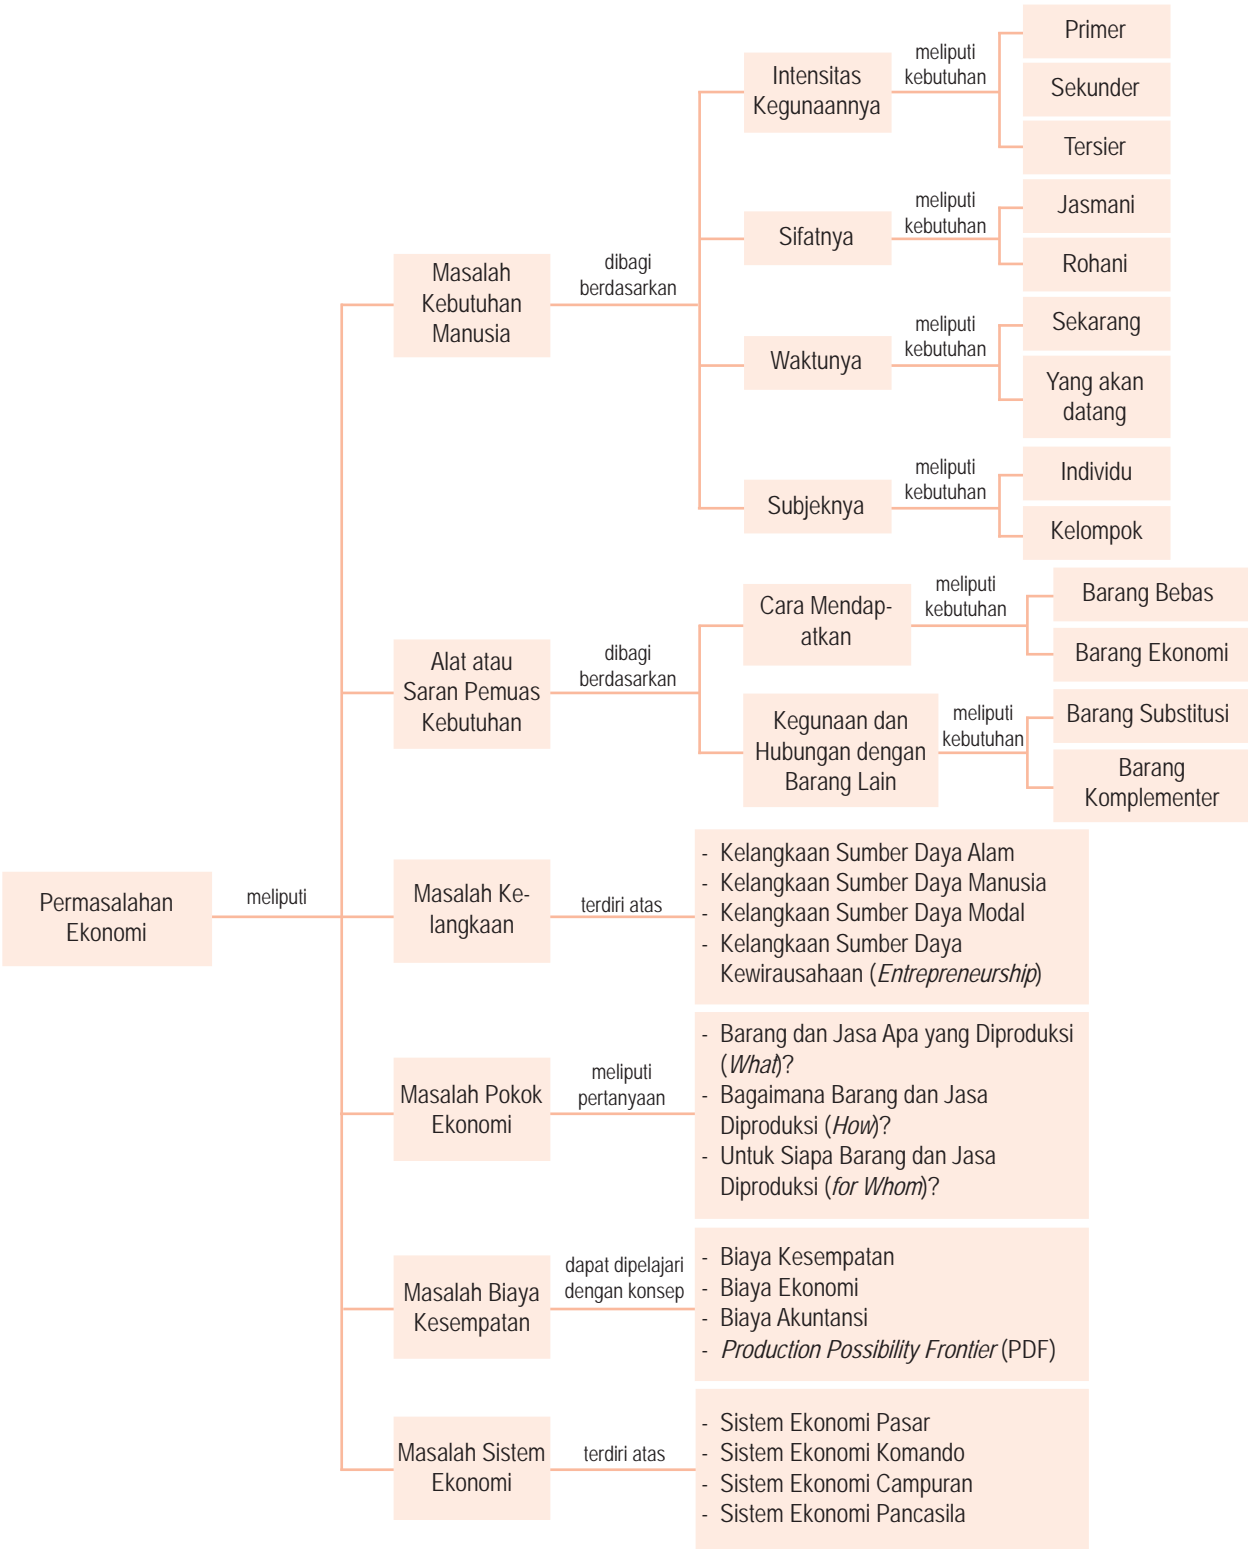 Permasalahan
Ekonomi
meliputi
Masalah
Kebutuhan
Manusia
dibagi
berdasarkan
Intensitas
Kegunaannya
meliputi
kebutuhan
Primer
Sekunder
Tersier
Sifatnya
meliputi
kebutuhan
Jasmani
Rohani
Waktunya
meliputi
kebutuhan
Sekarang
Yang akan
datang
Subjeknya
meliputi
kebutuhan
Individu
Kelompok
Alat atau
Saran Pemuas
Kebutuhan
dibagi
berdasarkan
Cara Mendap-
atkan
meliputi
kebutuhan
Barang Bebas
Barang Ekonomi
Kegunaan dan
Hubungan dengan
Barang Lain
meliputi
kebutuhan
Barang Substitusi
Barang
Komplementer
Masalah Ke-
langkaan
terdiri atas
- Kelangkaan Sumber Daya Alam
- Kelangkaan Sumber Daya Manusia
- Kelangkaan Sumber Daya Modal
- Kelangkaan Sumber Daya
Kewirausahaan (Entrepreneurship)
Masalah Pokok
Ekonomi
meliputi
pertanyaan
- Barang dan Jasa Apa yang Diproduksi
(What)?
- Bagaimana Barang dan Jasa
Diproduksi (How)?
- Untuk Siapa Barang dan Jasa
Diproduksi (for Whom)?
Masalah Biaya
Kesempatan
dapat dipelajari
dengan konsep
- Biaya Kesempatan
- Biaya Ekonomi
- Biaya Akuntansi
- Production Possibility Frontier (PDF)
Masalah Sistem
Ekonomi
terdiri atas
- Sistem Ekonomi Pasar
- Sistem Ekonomi Komando
- Sistem Ekonomi Campuran
- Sistem Ekonomi Pancasila